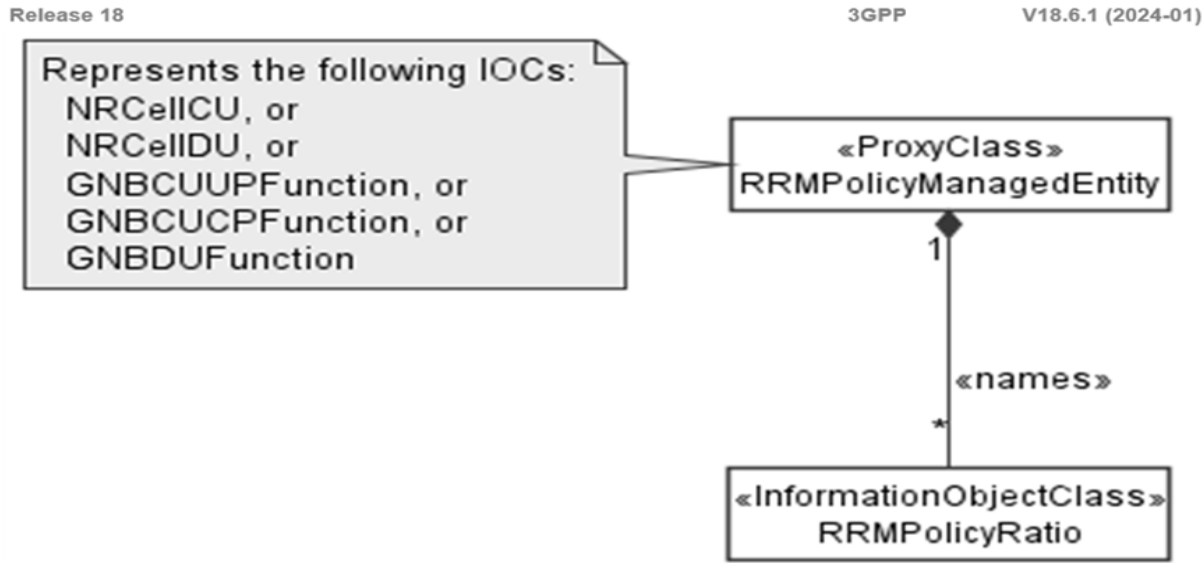 Release 18 3GPP V18.6.1 (2024-01)
Represents the following IOCs:
NRCellCU, or
NRCellDU, or
GNBCUUPFunction, or
GNBCUCPFunction, or
GNBDUFunction
«ProxyClass»
RRMPolicyManagedEntity
1
«names»
*
«InformationObjectClass»
RRMPolicyRatio